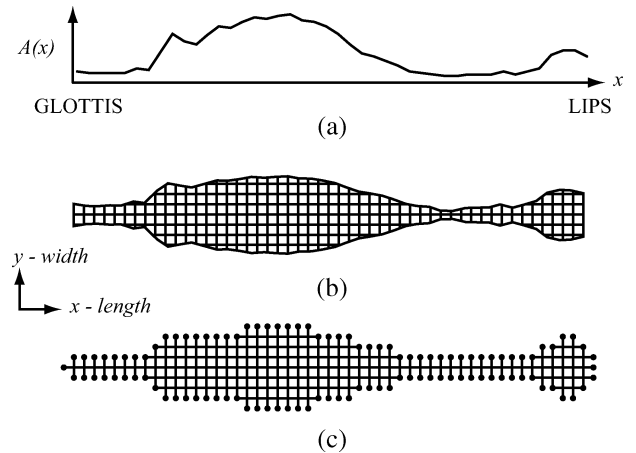 A(x)
x
GLOTTIS
LIPS
(a)
y - width
(b)
x - length
(c)